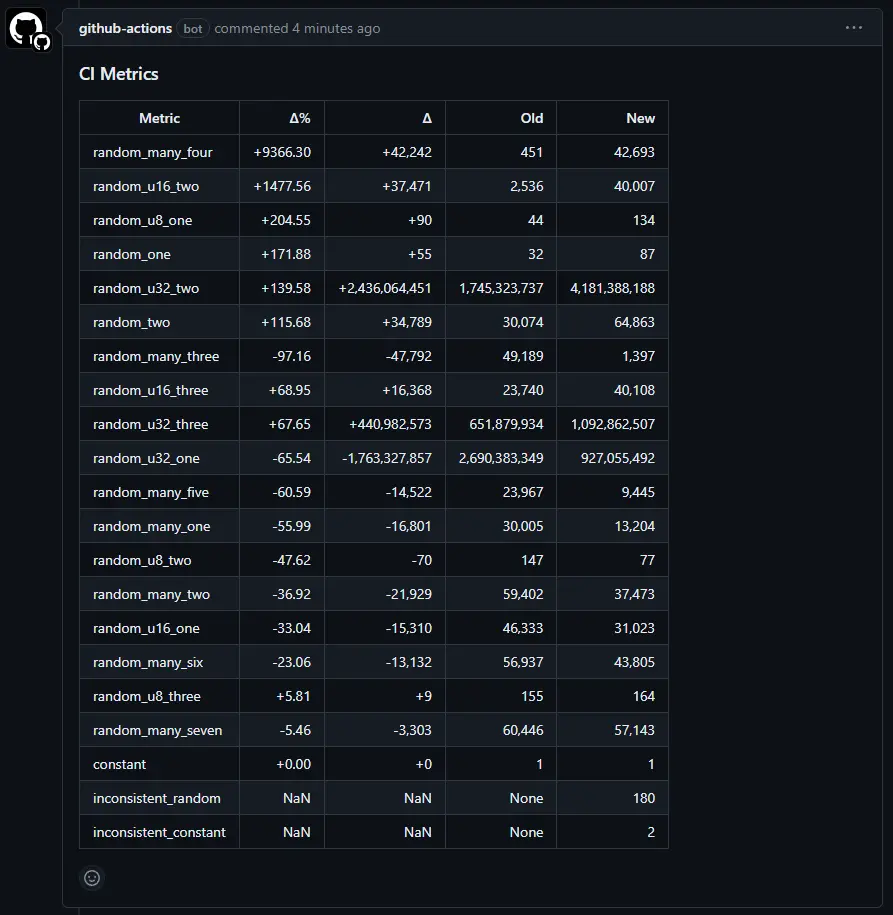 github-actions bot commented 4 minutes ago
CI Metrics
Metric Δ% Δ Old New
random_many_four +9366.30 +42,242 451 42,693
random_u16_two +1477.56 +37,471 2,536 40,007
random_u8_one +204.55 +90 44 134
random_one +171.88 +55 32 87
random_u32_two +139.58 +2,436,064,451 1,745,323,737 4,181,388,188
random_two +115.68 +34,789 30,074 64,863
random_many_three -97.16 -47,792 49,189 1,397
random_u16_three +68.95 +16,368 23,740 40,108
random_u32_three +67.65 +440,982,573 651,879,934 1,092,862,507
random_u32_one -65.54 -1,763,327,857 2,690,383,349 927,055,492
random_many_five -60.59 -14,522 23,967 9,445
random_many_one -55.99 -16,801 30,005 13,204
random_u8_two -47.62 -70 147 77
random_many_two -36.92 -21,929 59,402 37,473
random_u16_one -33.04 -15,310 46,333 31,023
random_many_six -23.06 -13,132 56,937 43,805
random_u8_three +5.81 +9 155 164
random_many_seven -5.46 -3,303 60,446 57,143
constant +0.00 +0 1 1
inconsistent_random NaN NaN None 180
inconsistent_constant NaN NaN None 2